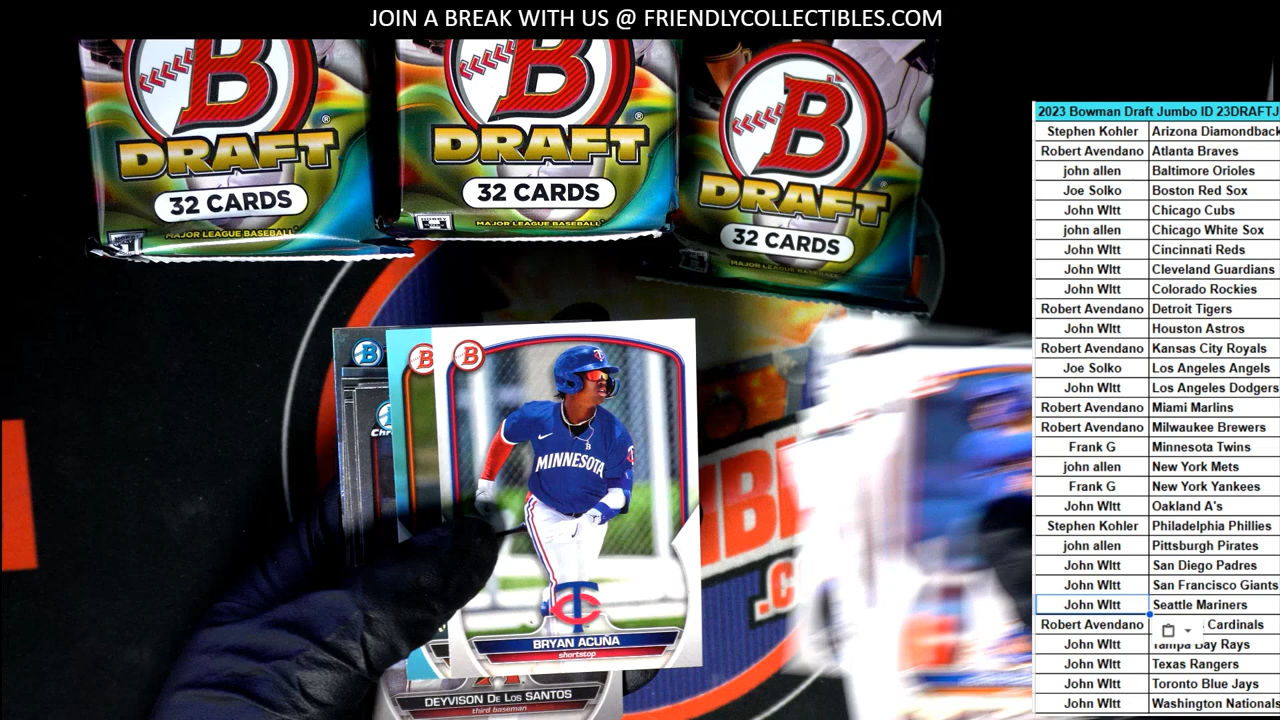 JOIN A BREAK WITH US @ FRIENDLYCOLLECTIBLES.COM
B
DRAFT
®
32 CARDS
MAJOR LEAGUE BASEBALL
B
DRAFT
®
32 CARDS
MAJOR LEAGUE BASEBALL
B
DRAFT
32 CARDS
MAJOR LEAGUE BASEBALL
B
B
B
Chr
MINNESOTA
TC
BRYAN ACUÑA
shortstop
DEYVISON DE LOS SANTOS
third baseman
.C
2023 Bowman Draft Jumbo ID 23DRAFTJ
Stephen Kohler Arizona Diamondback
Robert Avendano Atlanta Braves
john allen Baltimore Orioles
Joe Solko Boston Red Sox
John WItt Chicago Cubs
john allen Chicago White Sox
John WItt Cincinnati Reds
John WItt Cleveland Guardians
John WItt Colorado Rockies
Robert Avendano Detroit Tigers
John WItt Houston Astros
Robert Avendano Kansas City Royals
Joe Solko Los Angeles Angels
John WItt Los Angeles Dodgers
Robert Avendano Miami Marlins
Robert Avendano Milwaukee Brewers
Frank G Minnesota Twins
john allen New York Mets
Frank G New York Yankees
John WItt Oakland A's
Stephen Kohler Philadelphia Phillies
john allen Pittsburgh Pirates
John WItt San Diego Padres
John WItt San Francisco Giants
John WItt Seattle Mariners
Robert Avendano Cardinals
John WItt Tampa Bay Rays
John WItt Texas Rangers
John WItt Toronto Blue Jays
John WItt Washington Nationals